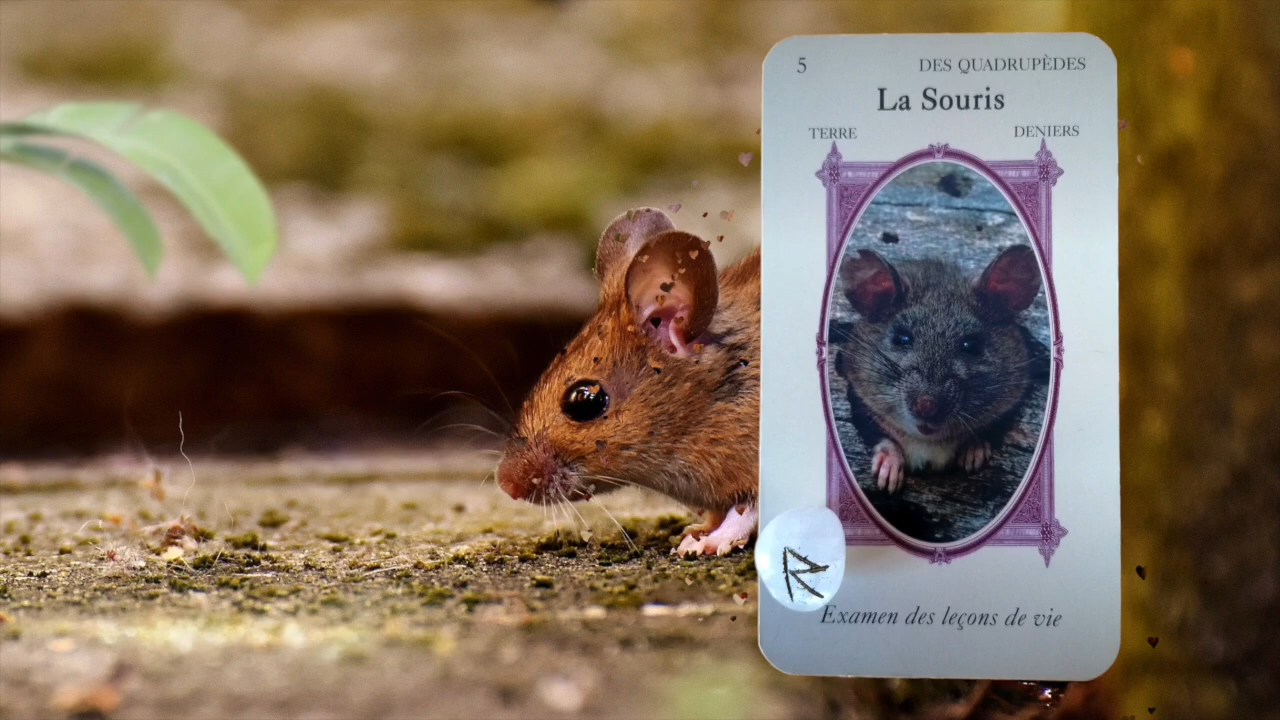 5 DES QUADRUPÈDES
La Souris
TERRE DENIERS
ᚱ
Examen des leçons de vie